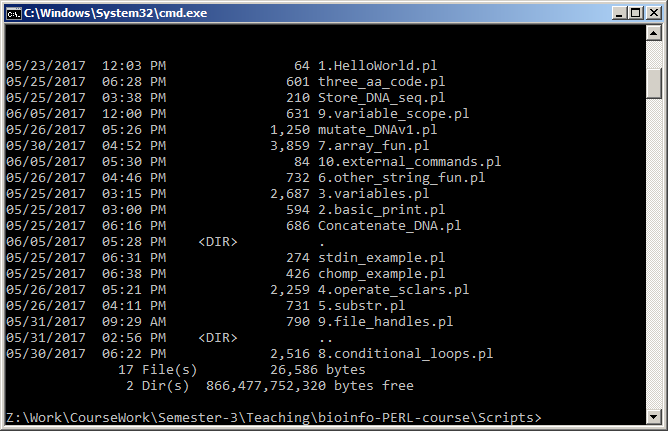 C:\Windows\System32\cmd.exe
05/23/2017  12:03 PM                64 1.HelloWorld.pl
05/25/2017  06:28 PM               601 three_aa_code.pl
05/25/2017  03:38 PM               210 Store_DNA_seq.pl
06/05/2017  12:00 PM               631 9.variable_scope.pl
05/26/2017  05:26 PM             1,250 mutate_DNAv1.pl
05/30/2017  04:52 PM             3,859 7.array_fun.pl
06/05/2017  05:30 PM                84 10.external_commands.pl
05/26/2017  04:46 PM               732 6.other_string_fun.pl
05/25/2017  03:15 PM             2,687 3.variables.pl
05/25/2017  03:00 PM               594 2.basic_print.pl
05/25/2017  06:16 PM               686 Concatenate_DNA.pl
06/05/2017  05:28 PM    <DIR>          .
05/25/2017  06:31 PM               274 stdin_example.pl
05/25/2017  06:38 PM               426 chomp_example.pl
05/26/2017  05:21 PM             2,259 4.operate_sclars.pl
05/26/2017  04:11 PM               731 5.substr.pl
05/31/2017  09:29 AM               790 9.file_handles.pl
05/31/2017  02:56 PM    <DIR>          ..
05/30/2017  06:22 PM             2,516 8.conditional_loops.pl
              17 File(s)         26,586 bytes
               2 Dir(s)  866,477,752,320 bytes free
Z:\Work\CourseWork\Semester-3\Teaching\bioinfo-PERL-course\Scripts>